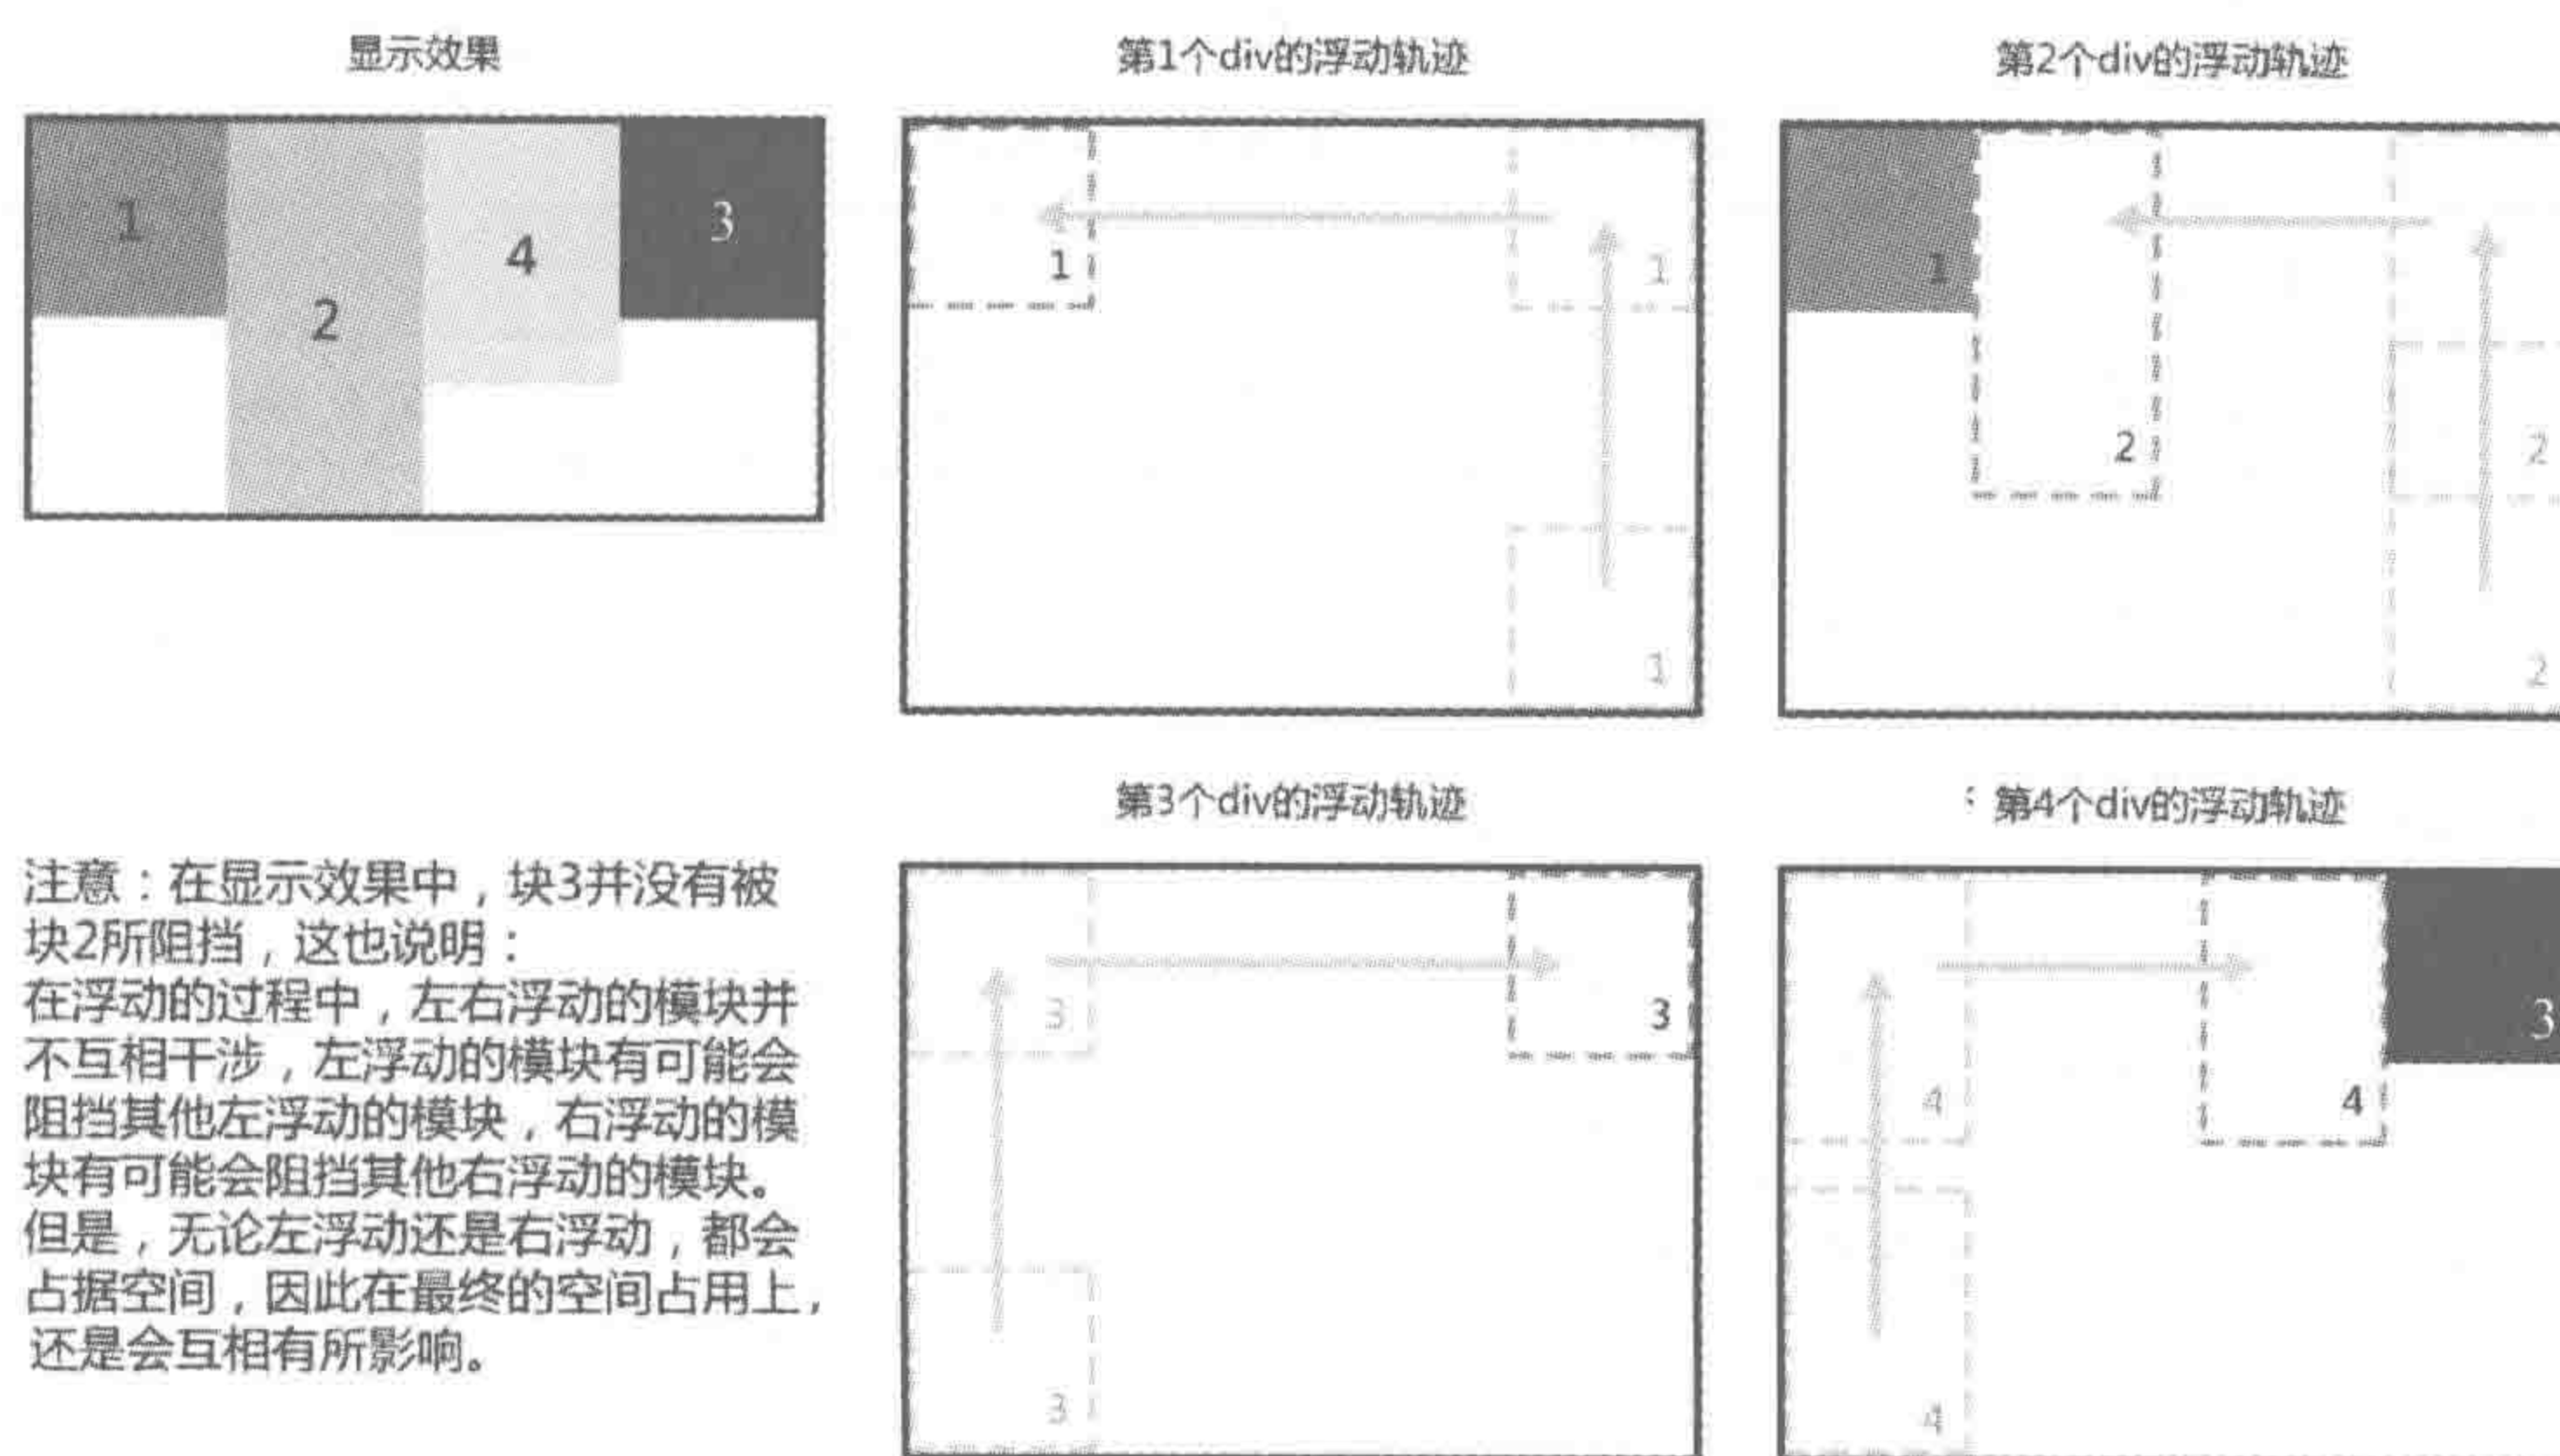 显示效果
1
2
4
3
第1个div的浮动轨迹
1
1
1
第2个div的浮动轨迹
1
2
2
2
注意：在显示效果中，块3并没有被
块2所阻挡，这也说明：
在浮动的过程中，左右浮动的模块并
不互相干涉，左浮动的模块有可能会
阻挡其他左浮动的模块，右浮动的模
块有可能会阻挡其他右浮动的模块。
但是，无论左浮动还是右浮动，都会
占据空间，因此在最终的空间占用上，
还是会互相有所影响。
第3个div的浮动轨迹
3
3
3
第4个div的浮动轨迹
4
4
3
4